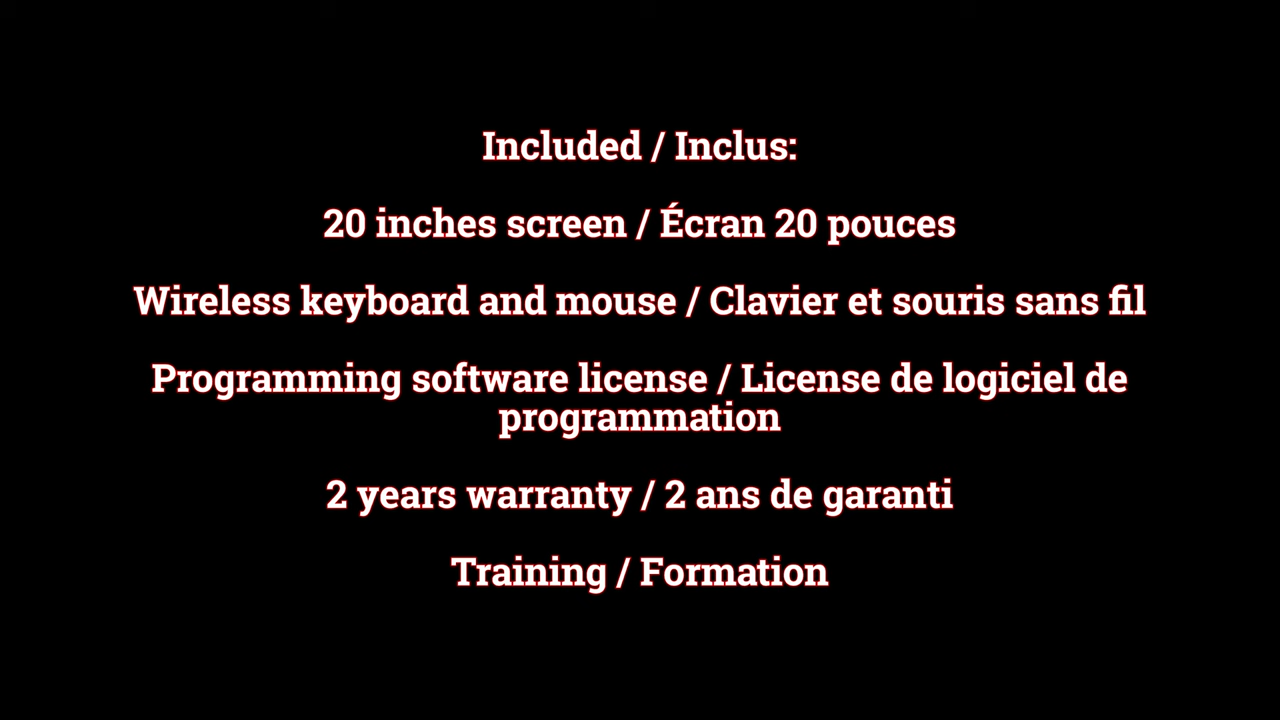 Included / Inclus:
20 inches screen / Écran 20 pouces
Wireless keyboard and mouse / Clavier et souris sans fil
Programming software license / License de logiciel de
programmation
2 years warranty / 2 ans de garanti
Training / Formation